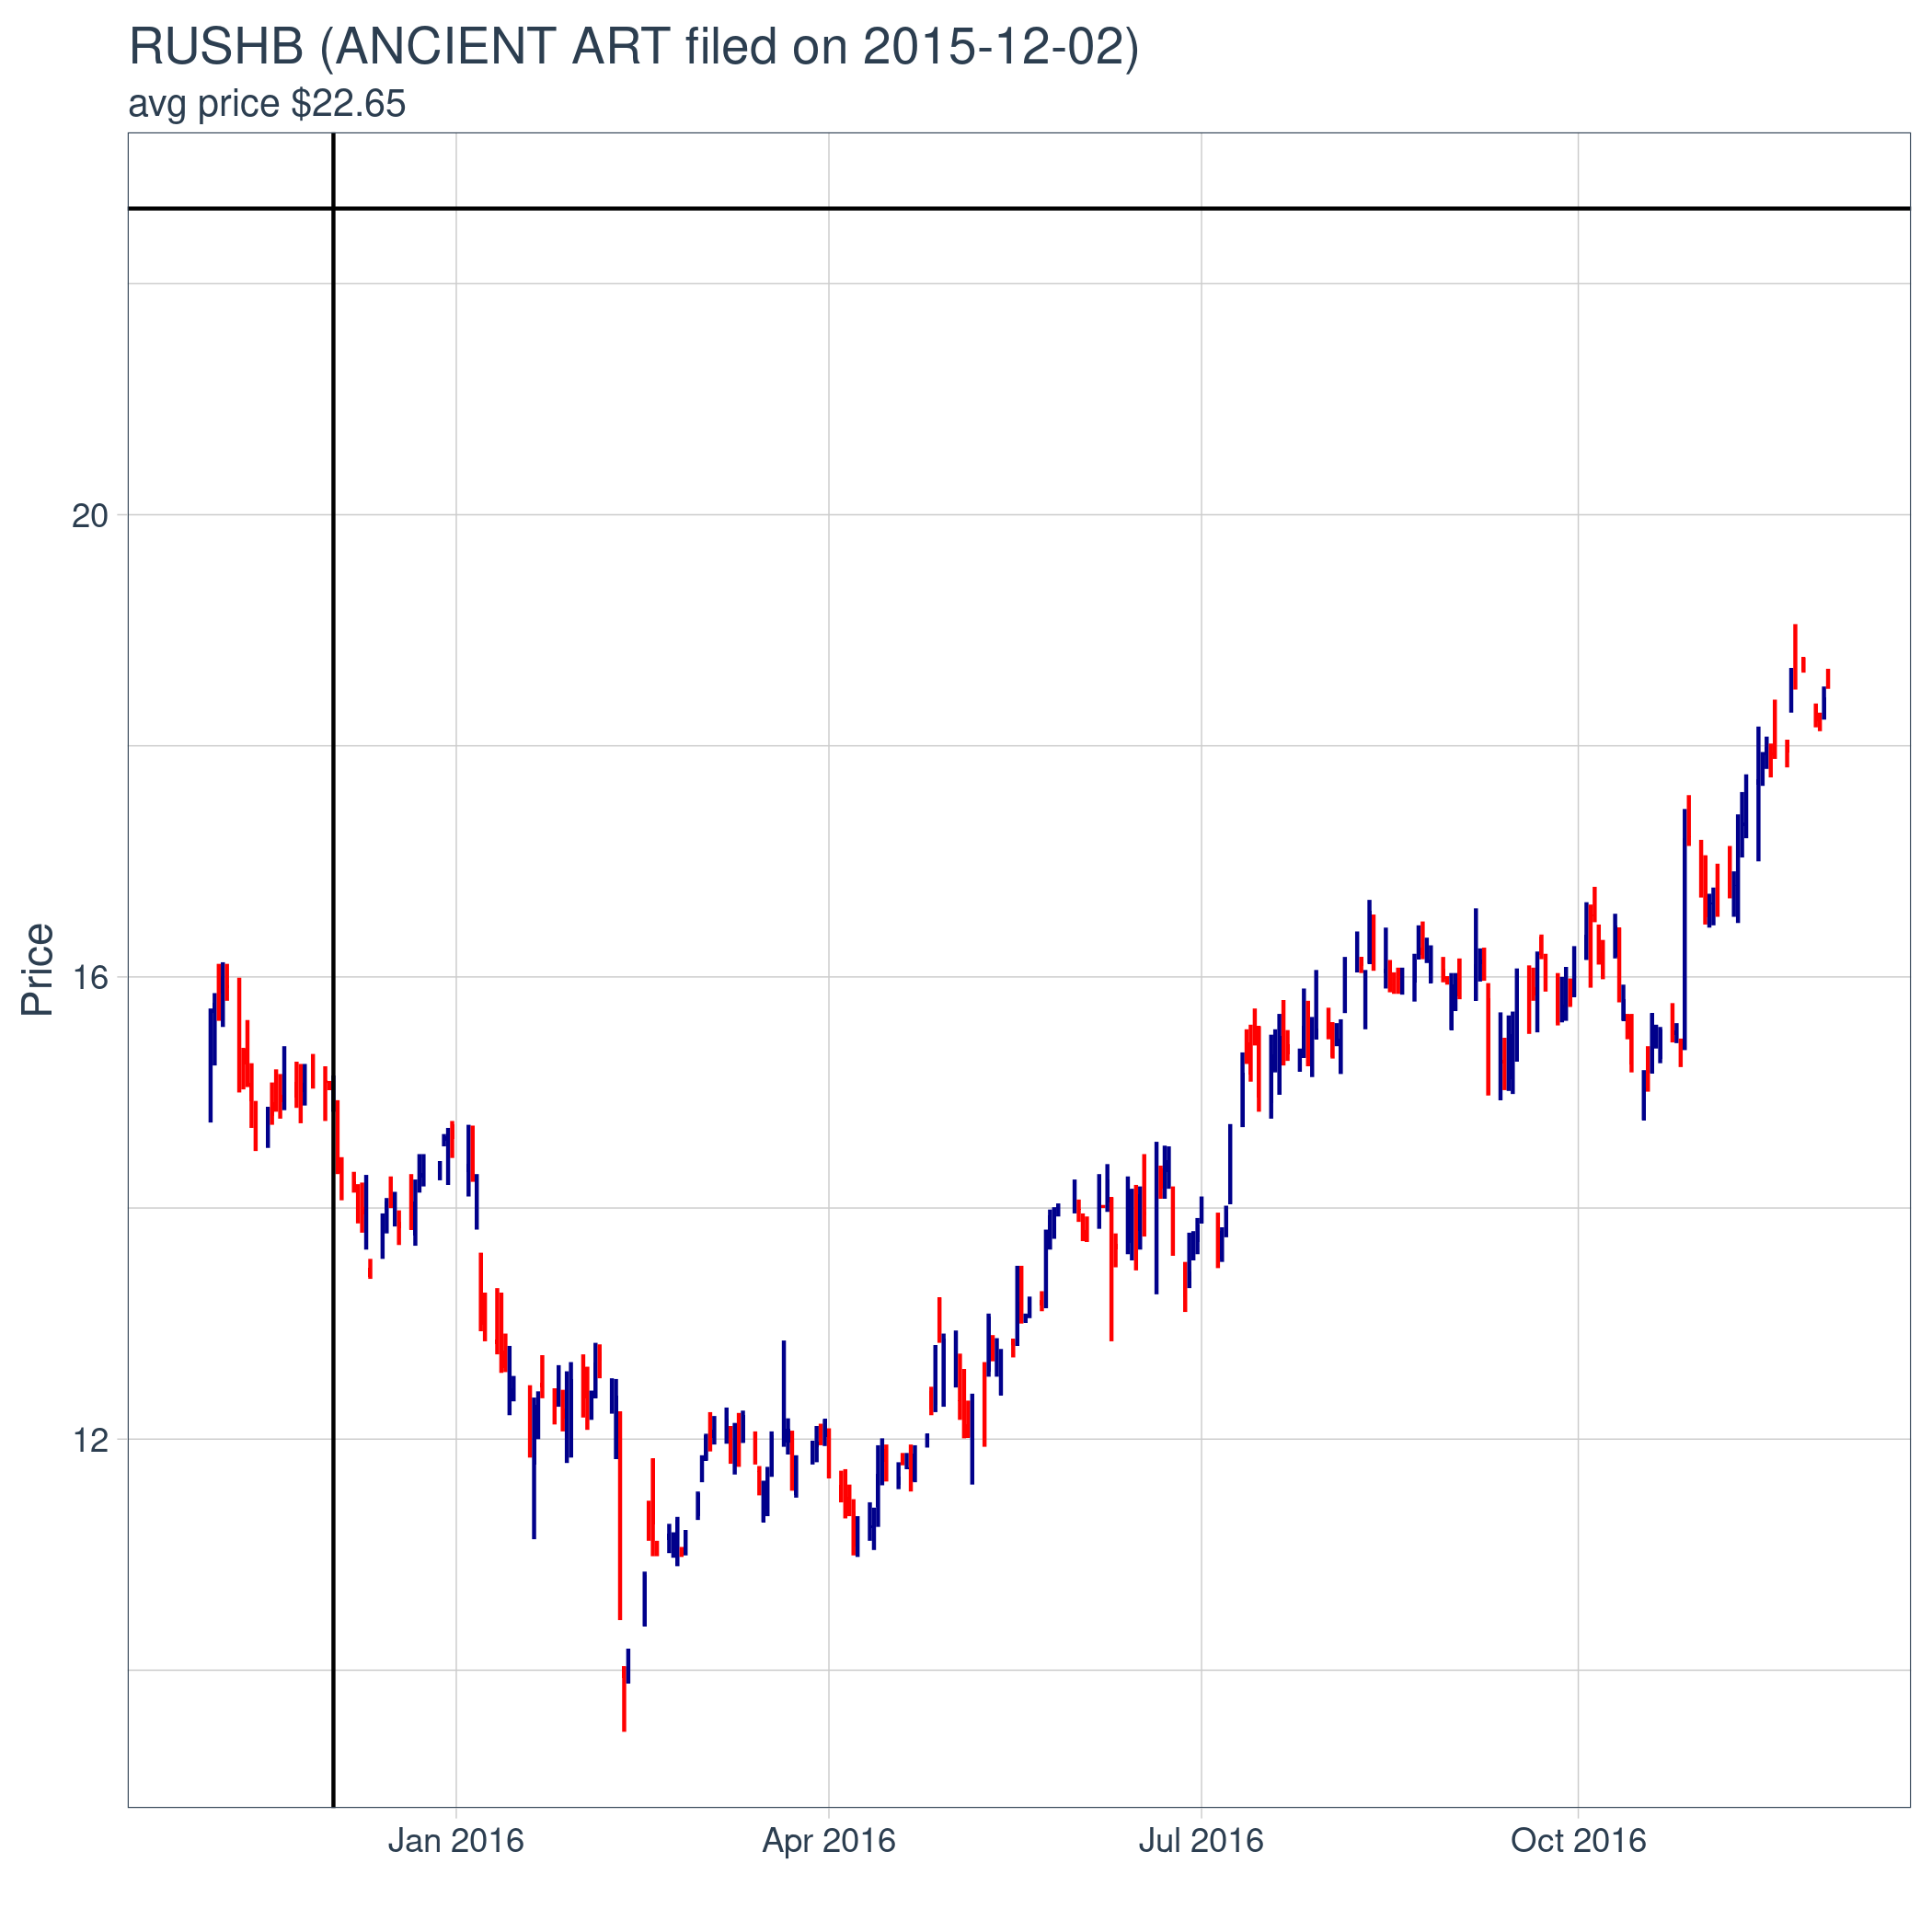 RUSHB (ANCIENT ART filed on 2015-12-02)
avg price $22.65
20
16
12
Price
Jan 2016
Apr 2016
Jul 2016
Oct 2016